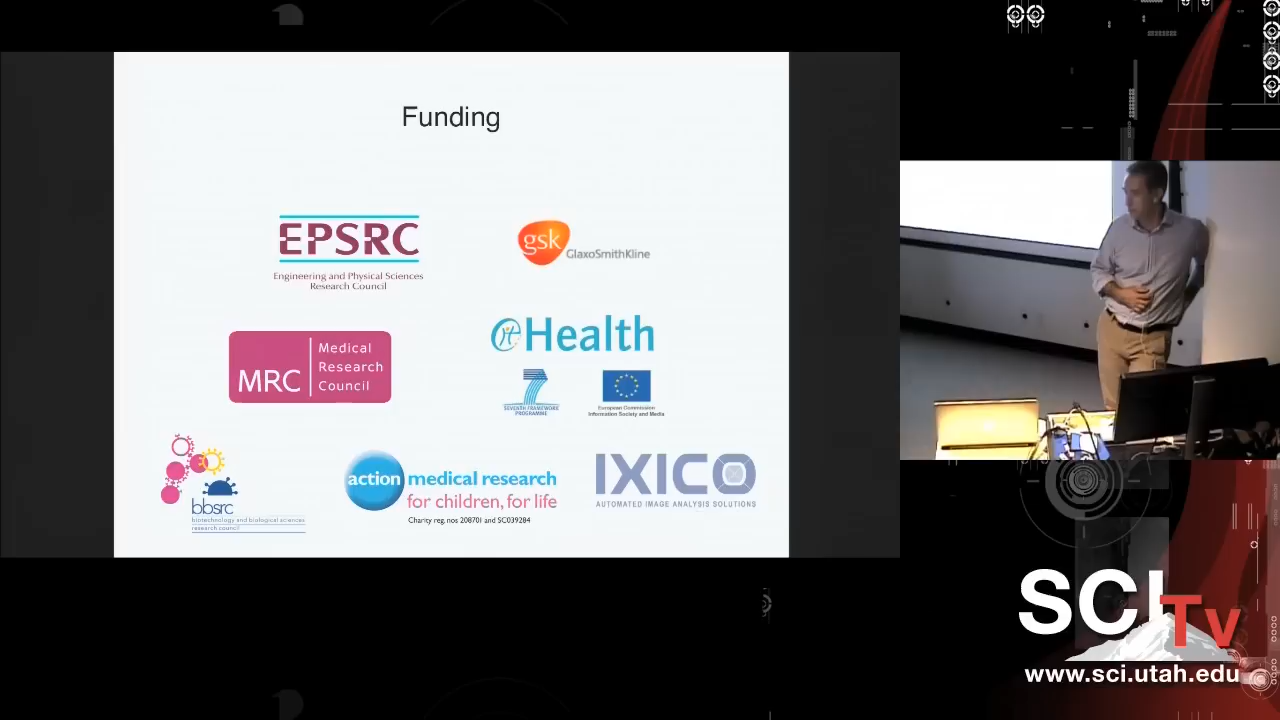 Funding
EPSRC
Engineering and Physical Sciences
Research Council
gsk
GlaxoSmithKline
MRC
Medical
Research
Council
eHealth
SEVENTH FRAMEWORK
PROGRAMME
European Commission
Information Society and Media
bbsrc
biotechnology and biological sciences
research council
action
medical research
for children, for life
Charity reg. nos 208701 and SC039284
IXICO
AUTOMATED IMAGE ANALYSIS SOLUTIONS
SCI Tv
www.sci.utah.edu